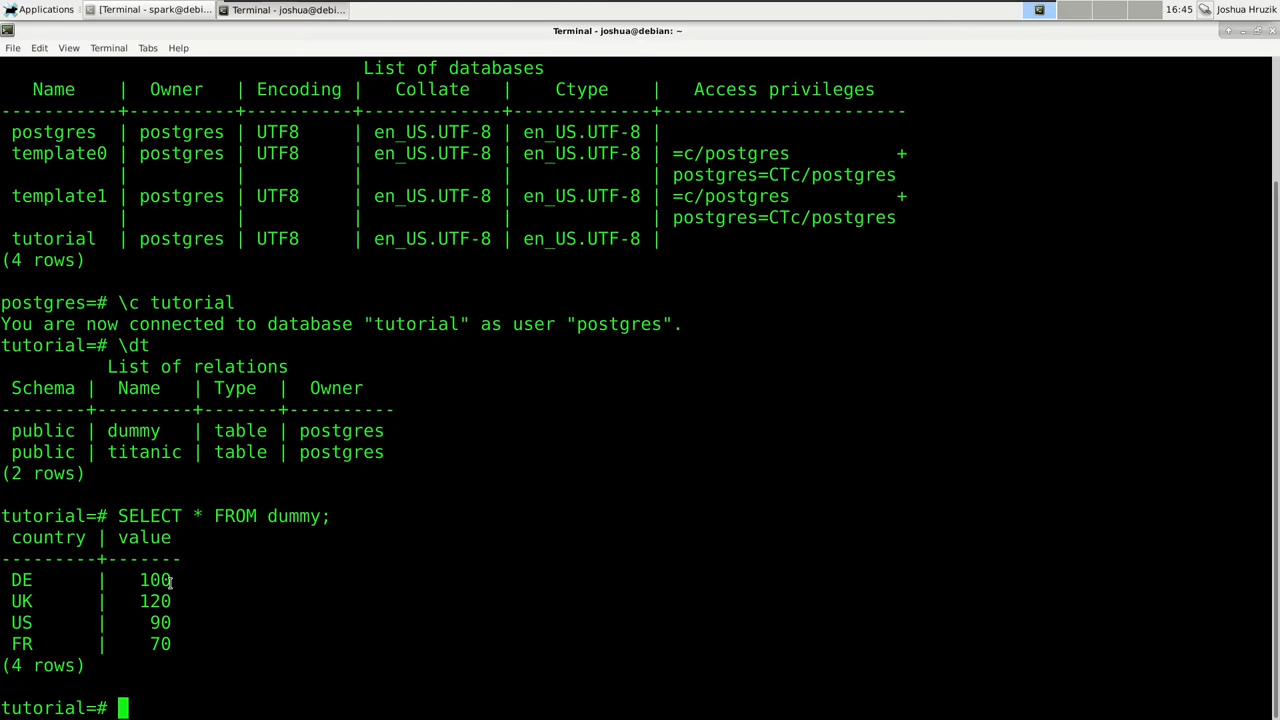 Applications [Terminal - spark@debi... Terminal - joshua@debi... 16:45 Joshua Hruzik
Terminal - joshua@debian: ~
File Edit View Terminal Tabs Help
List of databases
Name | Owner | Encoding | Collate | Ctype | Access privileges
-----------+----------+----------+-------------+-------------+-----------------------
postgres | postgres | UTF8 | en_US.UTF-8 | en_US.UTF-8 |
template0 | postgres | UTF8 | en_US.UTF-8 | en_US.UTF-8 | =c/postgres +
| | | | | postgres=CTc/postgres
template1 | postgres | UTF8 | en_US.UTF-8 | en_US.UTF-8 | =c/postgres +
| | | | | postgres=CTc/postgres
tutorial | postgres | UTF8 | en_US.UTF-8 | en_US.UTF-8 |
(4 rows)
postgres=# \c tutorial
You are now connected to database "tutorial" as user "postgres".
tutorial=# \dt
List of relations
Schema | Name | Type | Owner
--------+---------+-------+----------
public | dummy | table | postgres
public | titanic | table | postgres
(2 rows)
tutorial=# SELECT * FROM dummy;
country | value
---------+-------
DE | 100
UK | 120
US | 90
FR | 70
(4 rows)
tutorial=#